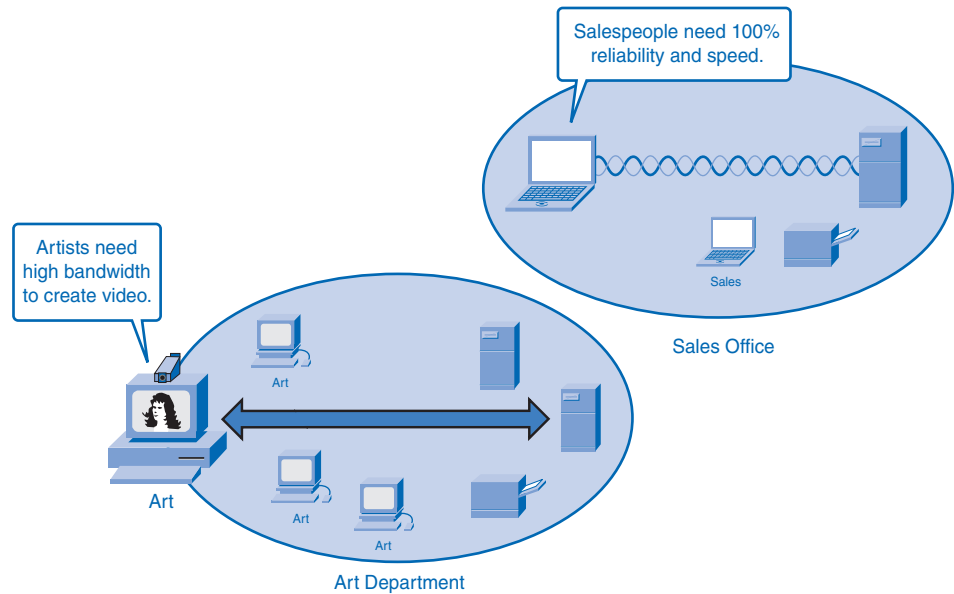 Salespeople need 100%
reliability and speed.
Sales
Sales Office
Artists need
high bandwidth
to create video.
Art
Art
Art
Art
Art Department